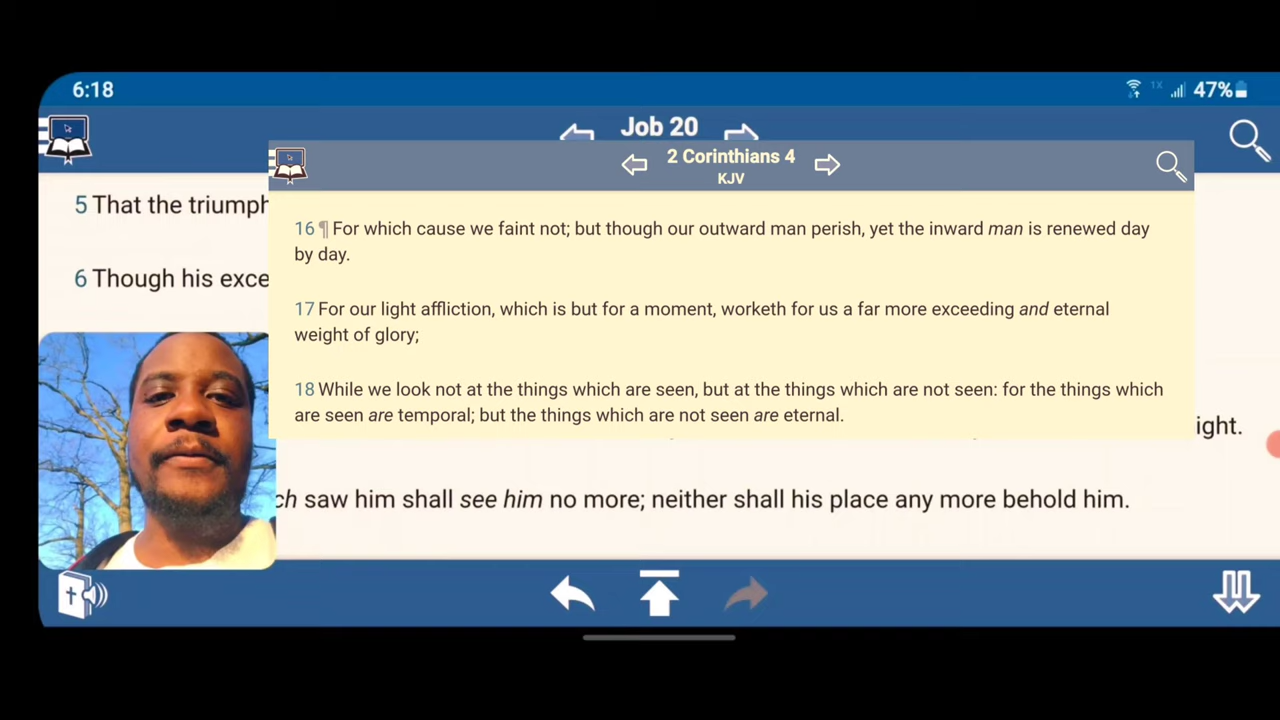 6:18
1X
47%
Job 20
2 Corinthians 4
KJV
5 That the triumph
16 ¶ For which cause we faint not; but though our outward man perish, yet the inward man is renewed day
by day.
6 Though his exce
17 For our light affliction, which is but for a moment, worketh for us a far more exceeding and eternal
weight of glory;
18 While we look not at the things which are seen, but at the things which are not seen: for the things which
are seen are temporal; but the things which are not seen are eternal.
ight.
ch saw him shall see him no more; neither shall his place any more behold him.